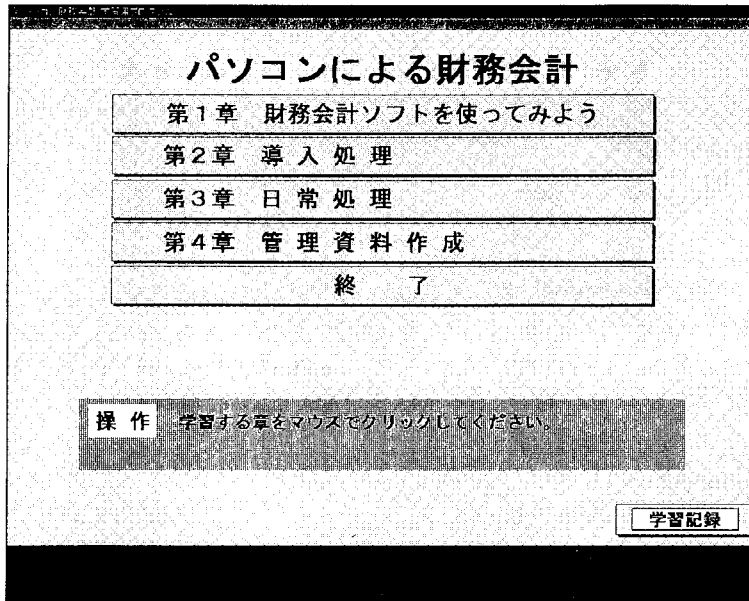 パソコンによる財務会計
第1章 財務会計ソフトを使ってみよう
第2章 導入処理
第3章 日常処理
第4章 管理資料作成
終 了
操作 学習する章をマウスでクリックしてください。
学習記録